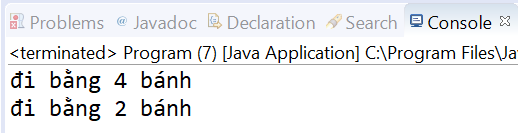 Problems @ Javadoc Declaration Search Console
<terminated> Program (7) [Java Application] C:\Program Files\Ja
đi bằng 4 bánh
đi bằng 2 bánh